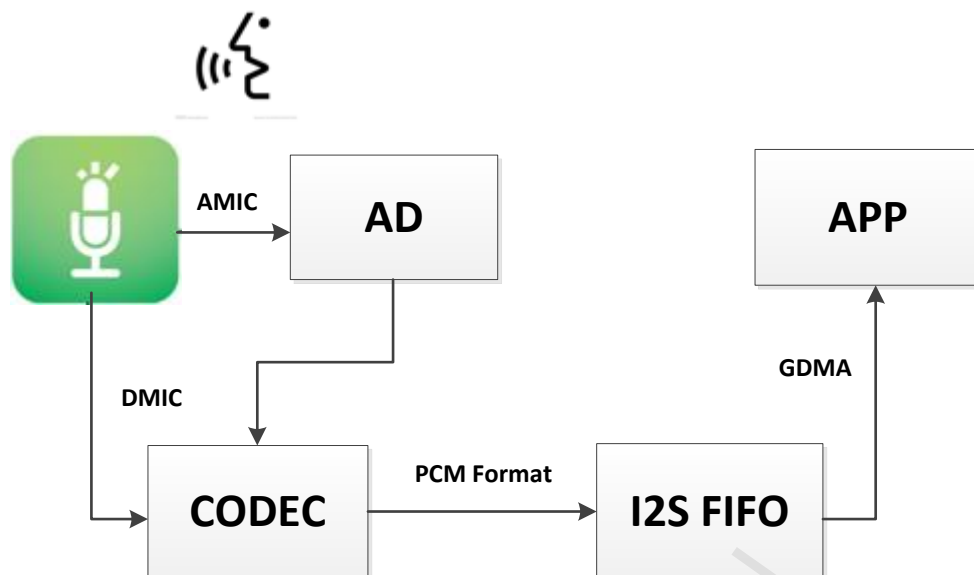 AMIC
AD
APP
GDMA
DMIC
PCM Format
CODEC
I2S FIFO